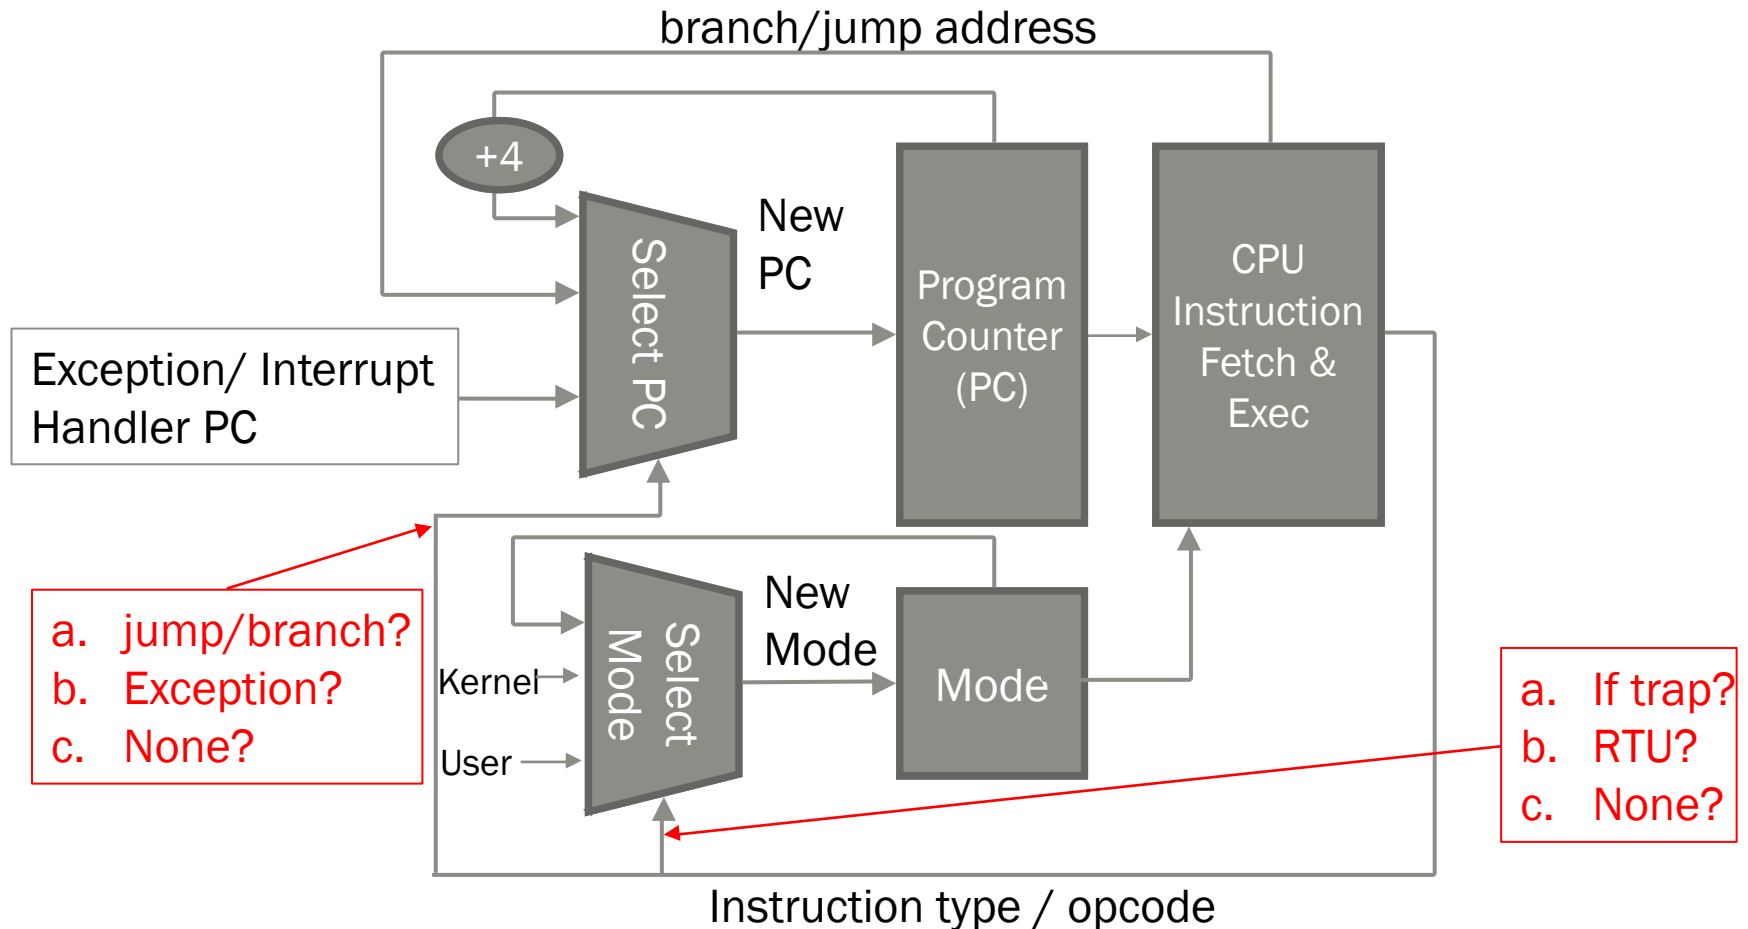 branch/jump address
+4
New
PC
Select PC
Program
Counter
(PC)
CPU
Instruction
Fetch &
Exec
Exception/ Interrupt
Handler PC
a. jump/branch?
b. Exception?
c. None?
Kernel
User
Select
Mode
New
Mode
Mode
a. If trap?
b. RTU?
c. None?
Instruction type / opcode